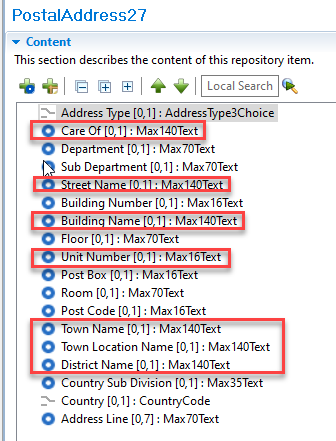 PostalAddress27
Content
This section describes the content of this repository item.
Local Search
Address Type [0,1] : AddressType3Choice
Care Of [0,1] : Max140Text
Department [0,1] : Max70Text
Sub Department [0,1] : Max70Text
Street Name [0,1] : Max140Text
Building Number [0,1] : Max16Text
Building Name [0,1] : Max140Text
Floor [0,1] : Max70Text
Unit Number [0,1] : Max16Text
Post Box [0,1] : Max16Text
Room [0,1] : Max70Text
Post Code [0,1] : Max16Text
Town Name [0,1] : Max140Text
Town Location Name [0,1] : Max140Text
District Name [0,1] : Max140Text
Country Sub Division [0,1] : Max35Text
Country [0,1] : CountryCode
Address Line [0,7] : Max70Text